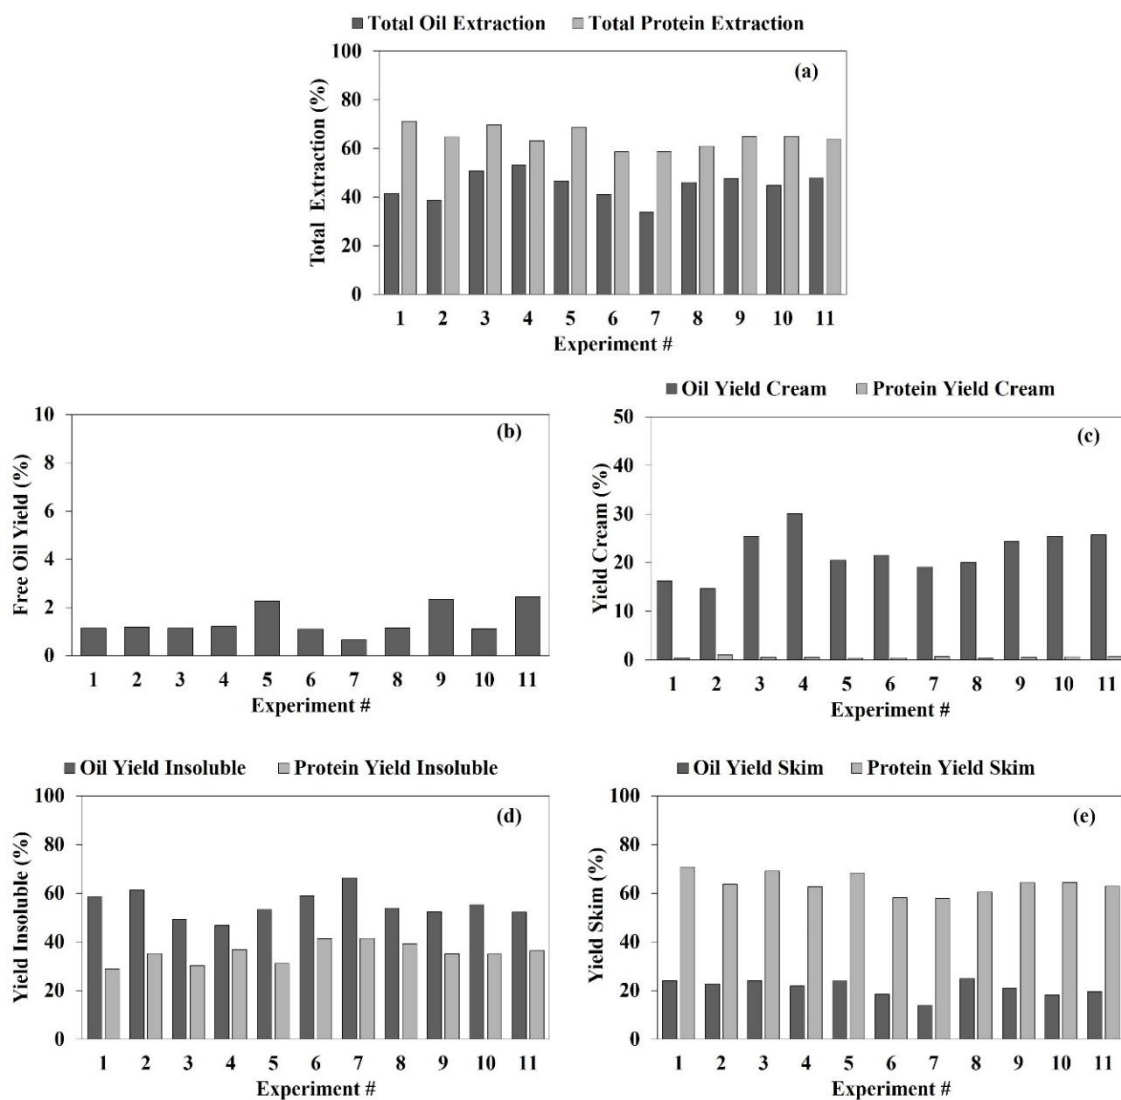 Total Oil Extraction Total Protein Extraction
100
80
60
40
20
0
Total Extraction (%)
(a)
1 2 3 4 5 6 7 8 9 10 11
Experiment #
10
8
6
4
2
0
Free Oil Yield (%)
(b)
1 2 3 4 5 6 7 8 9 10 11
Experiment #
Oil Yield Cream Protein Yield Cream
50
40
30
20
10
0
Yield Cream (%)
(c)
1 2 3 4 5 6 7 8 9 10 11
Experiment #
Oil Yield Insoluble Protein Yield Insoluble
100
80
60
40
20
0
Yield Insoluble (%)
(d)
1 2 3 4 5 6 7 8 9 10 11
Experiment #
Oil Yield Skim Protein Yield Skim
100
80
60
40
20
0
Yield Skim (%)
(e)
1 2 3 4 5 6 7 8 9 10 11
Experiment #